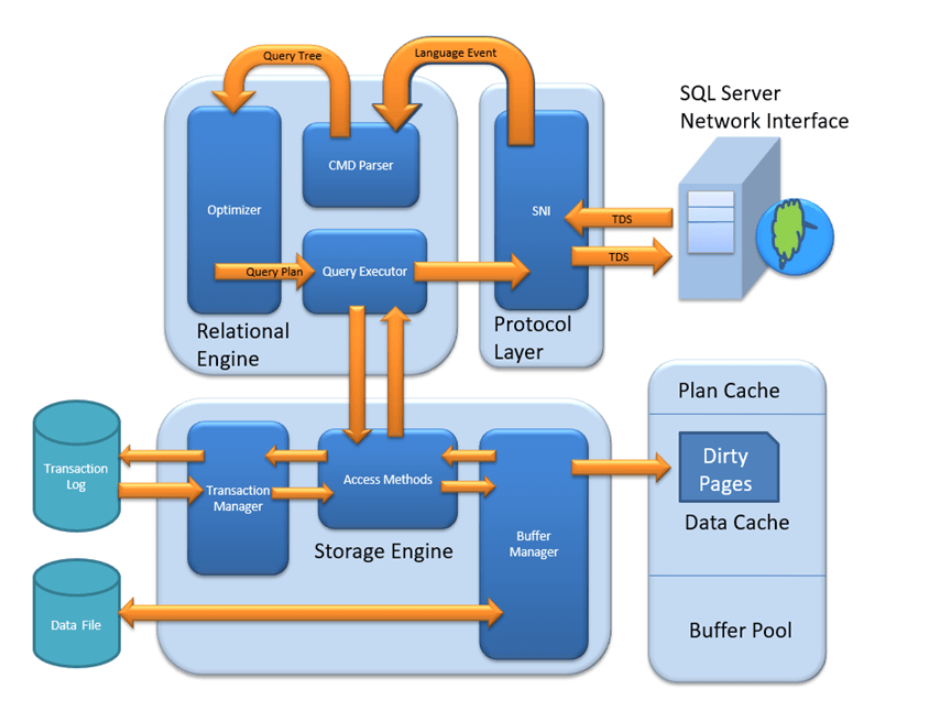 Query Tree
Language Event
SQL Server
Network Interface
CMD Parser
Optimizer
SNI
TDS
TDS
Query Plan
Query Executor
Relational
Engine
Protocol
Layer
Plan Cache
Dirty
Pages
Data Cache
Buffer Pool
Transaction
Log
Transaction
Manager
Access Methods
Storage Engine
Buffer
Manager
Data File